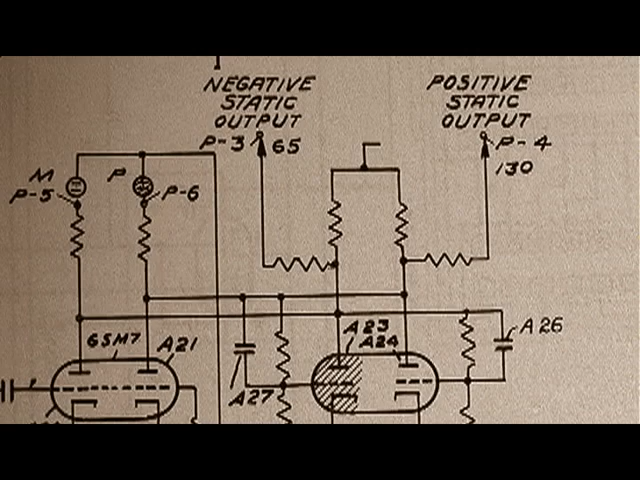 NEGATIVE
STATIC
OUTPUT
P-3
65
POSITIVE
STATIC
OUTPUT
P-4
130
M
P-5
P
P-6
6SM7
A21
A23
A24
A26
A27